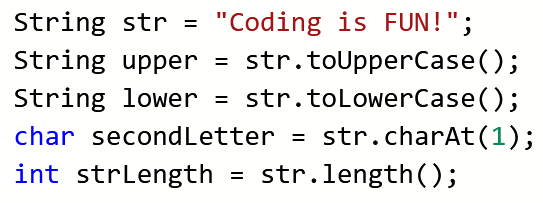 String str = "Coding is FUN!";
String upper = str.toUpperCase();
String lower = str.toLowerCase();
char secondLetter = str.charAt(1);
int strLength = str.length();